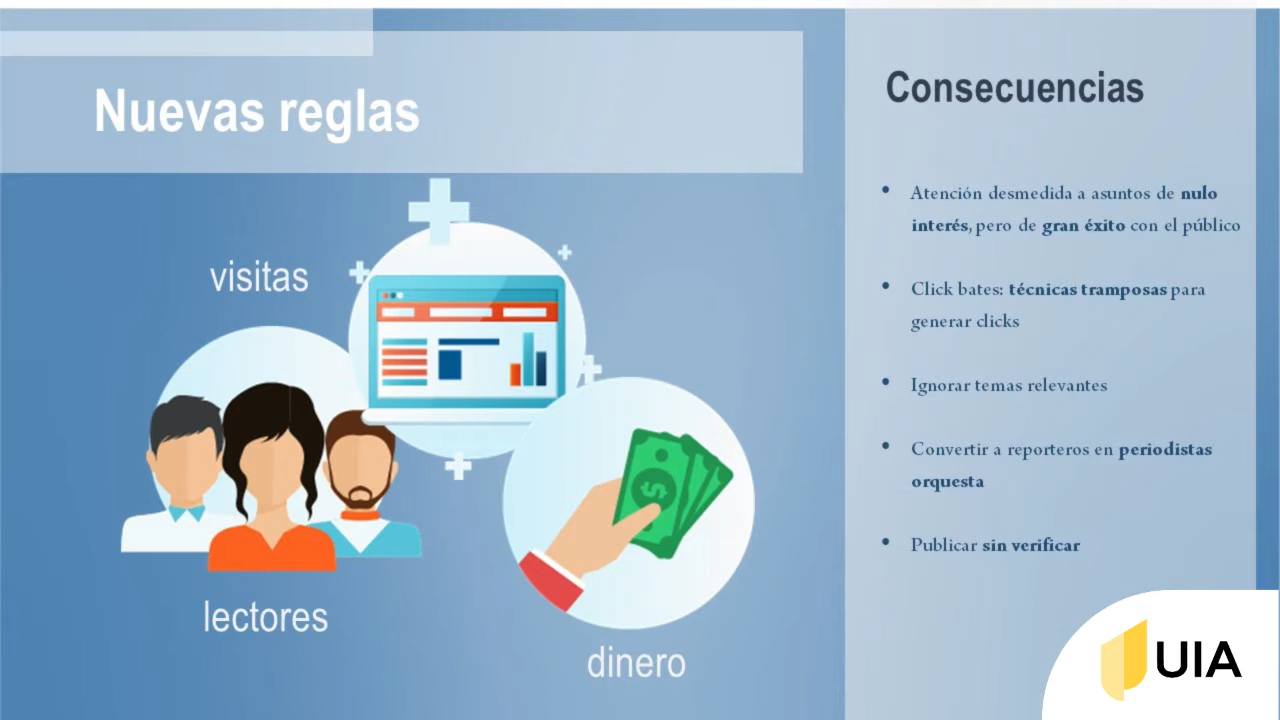 Nuevas reglas
visitas
lectores
dinero
Consecuencias
• Atención desmedida a asuntos de nulo
interés, pero de gran éxito con el público
• Click bates: técnicas tramposas para
generar clicks
• Ignorar temas relevantes
• Convertir a reporteros en periodistas
orquesta
• Publicar sin verificar
UIA